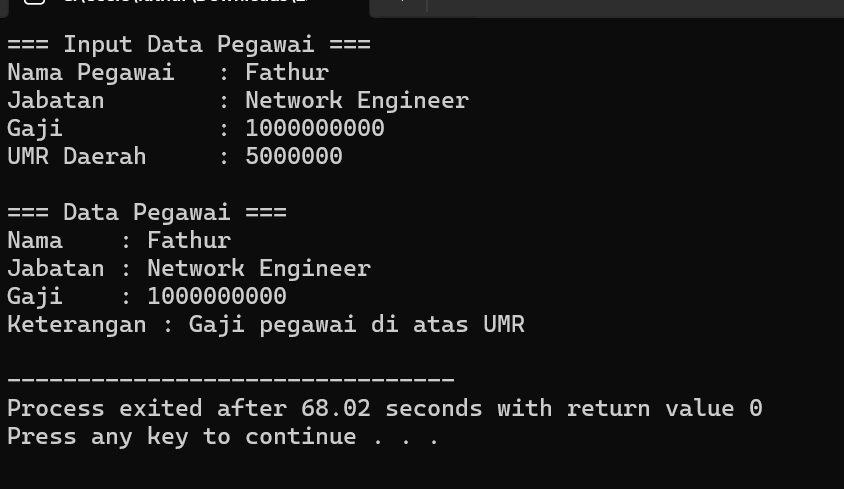 === Input Data Pegawai ===
Nama Pegawai   : Fathur
Jabatan        : Network Engineer
Gaji           : 1000000000
UMR Daerah     : 5000000

=== Data Pegawai ===
Nama    : Fathur
Jabatan : Network Engineer
Gaji    : 1000000000
Keterangan : Gaji pegawai di atas UMR

--------------------------------
Process exited after 68.02 seconds with return value 0
Press any key to continue . . .